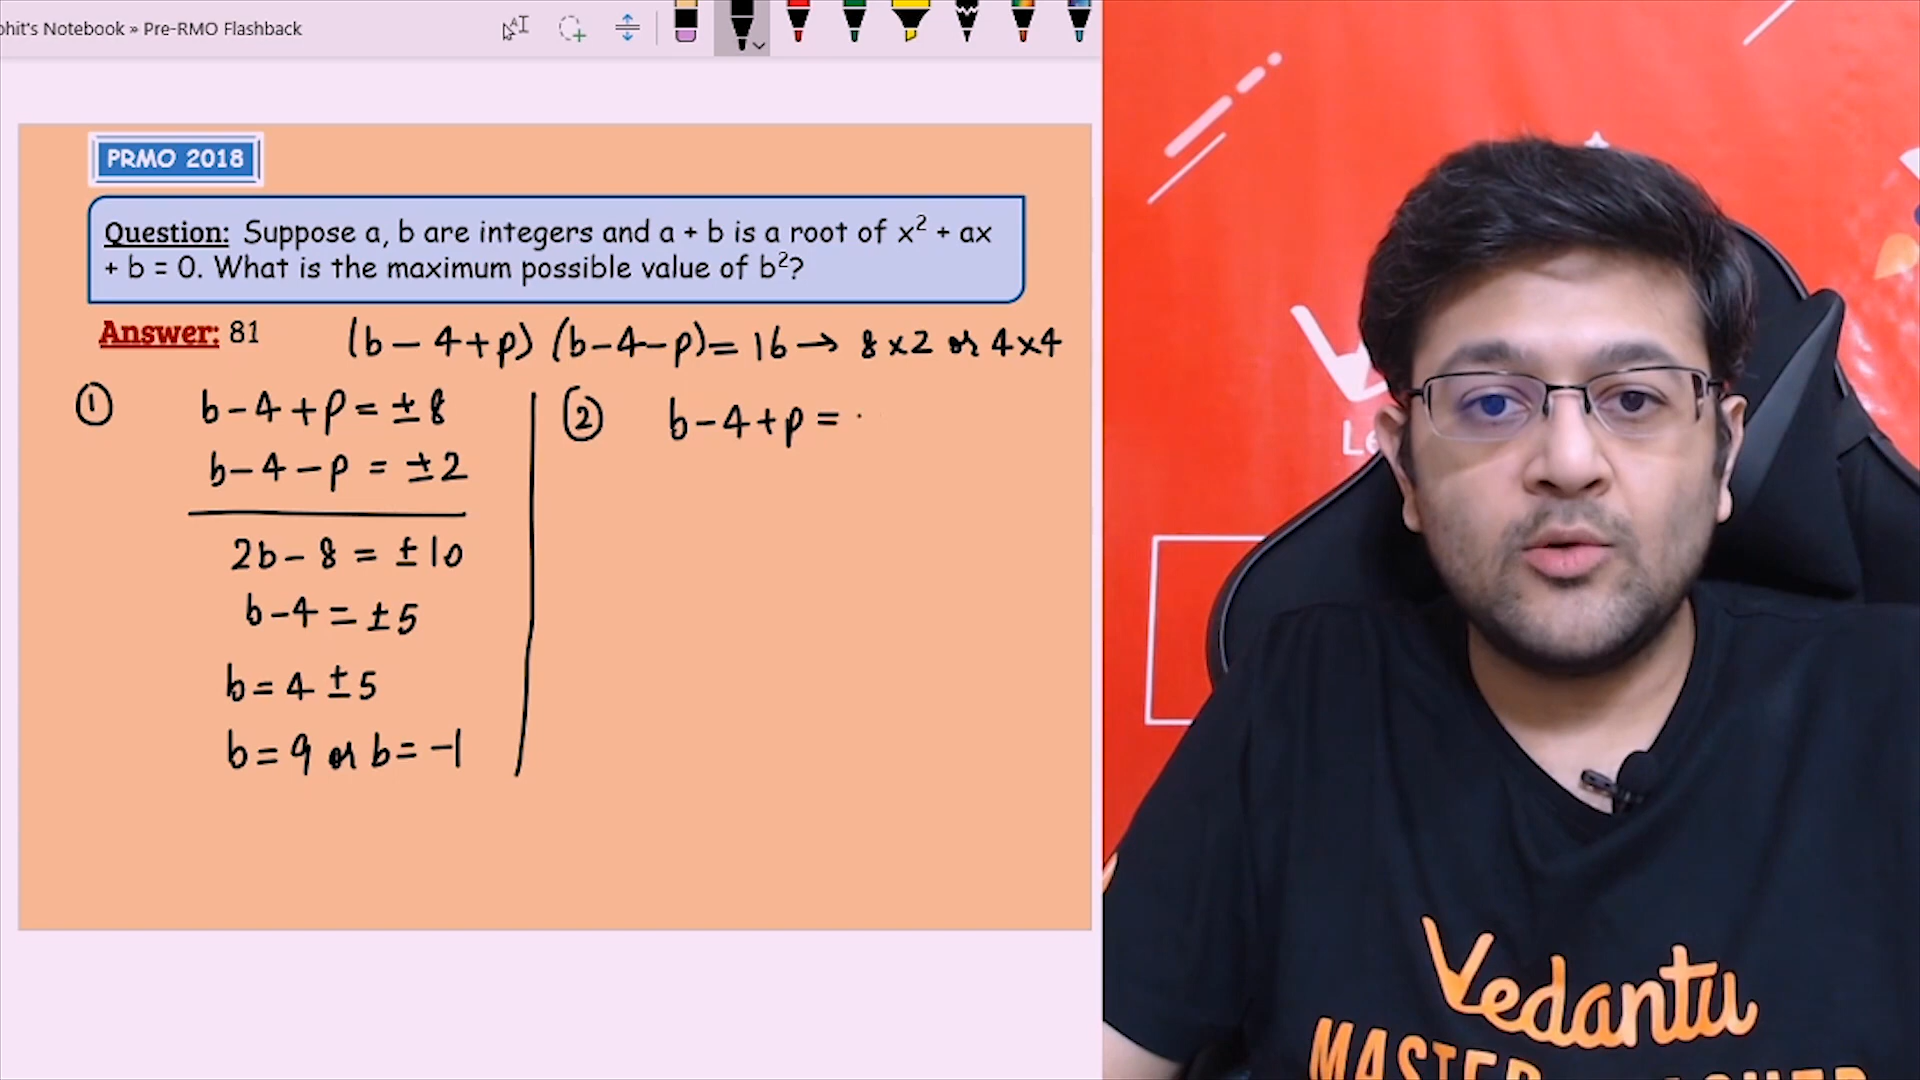 ohit's Notebook » Pre-RMO Flashback
PRMO 2018
Question: Suppose a, b are integers and a + b is a root of x² + ax
+ b = 0. What is the maximum possible value of b²?
Answer: 81
(b - 4 + p) (b - 4 - p) = 16 → 8 x 2 or 4 x 4
① b - 4 + p = ± 8
b - 4 - p = ± 2
2b - 8 = ± 10
b - 4 = ± 5
b = 4 ± 5
b = 9 or b = -1
② b - 4 + p =
Le
Vedantu
MASTER